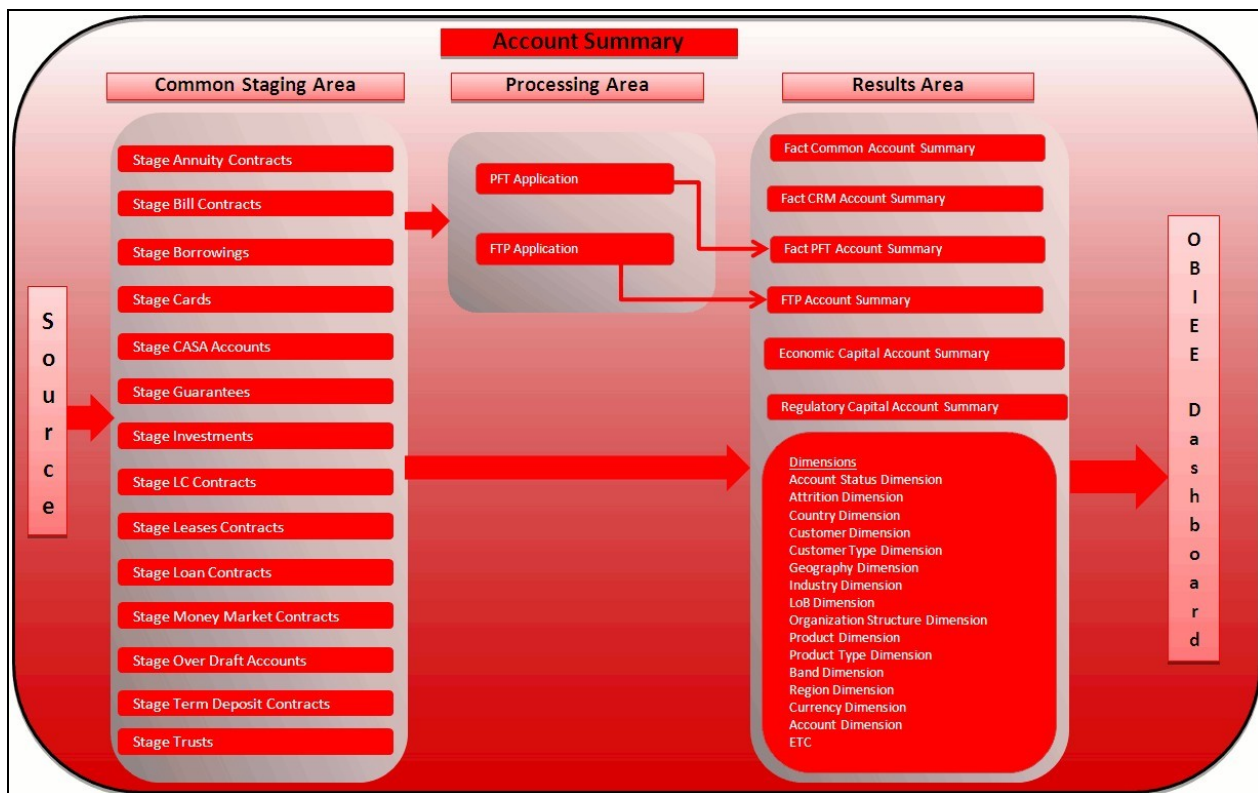 Account Summary
Common Staging Area
Processing Area
Results Area
Source
Stage Annuity Contracts
Stage Bill Contracts
Stage Borrowings
Stage Cards
Stage CASA Accounts
Stage Guarantees
Stage Investments
Stage LC Contracts
Stage Leases Contracts
Stage Loan Contracts
Stage Money Market Contracts
Stage Over Draft Accounts
Stage Term Deposit Contracts
Stage Trusts
PFT Application
FTP Application
Fact Common Account Summary
Fact CRM Account Summary
Fact PFT Account Summary
FTP Account Summary
Economic Capital Account Summary
Regulatory Capital Account Summary
Dimensions
Account Status Dimension
Attrition Dimension
Country Dimension
Customer Dimension
Customer Type Dimension
Geography Dimension
Industry Dimension
LoB Dimension
Organization Structure Dimension
Product Dimension
Product Type Dimension
Band Dimension
Region Dimension
Currency Dimension
Account Dimension
ETC
OBIEE Dashboard